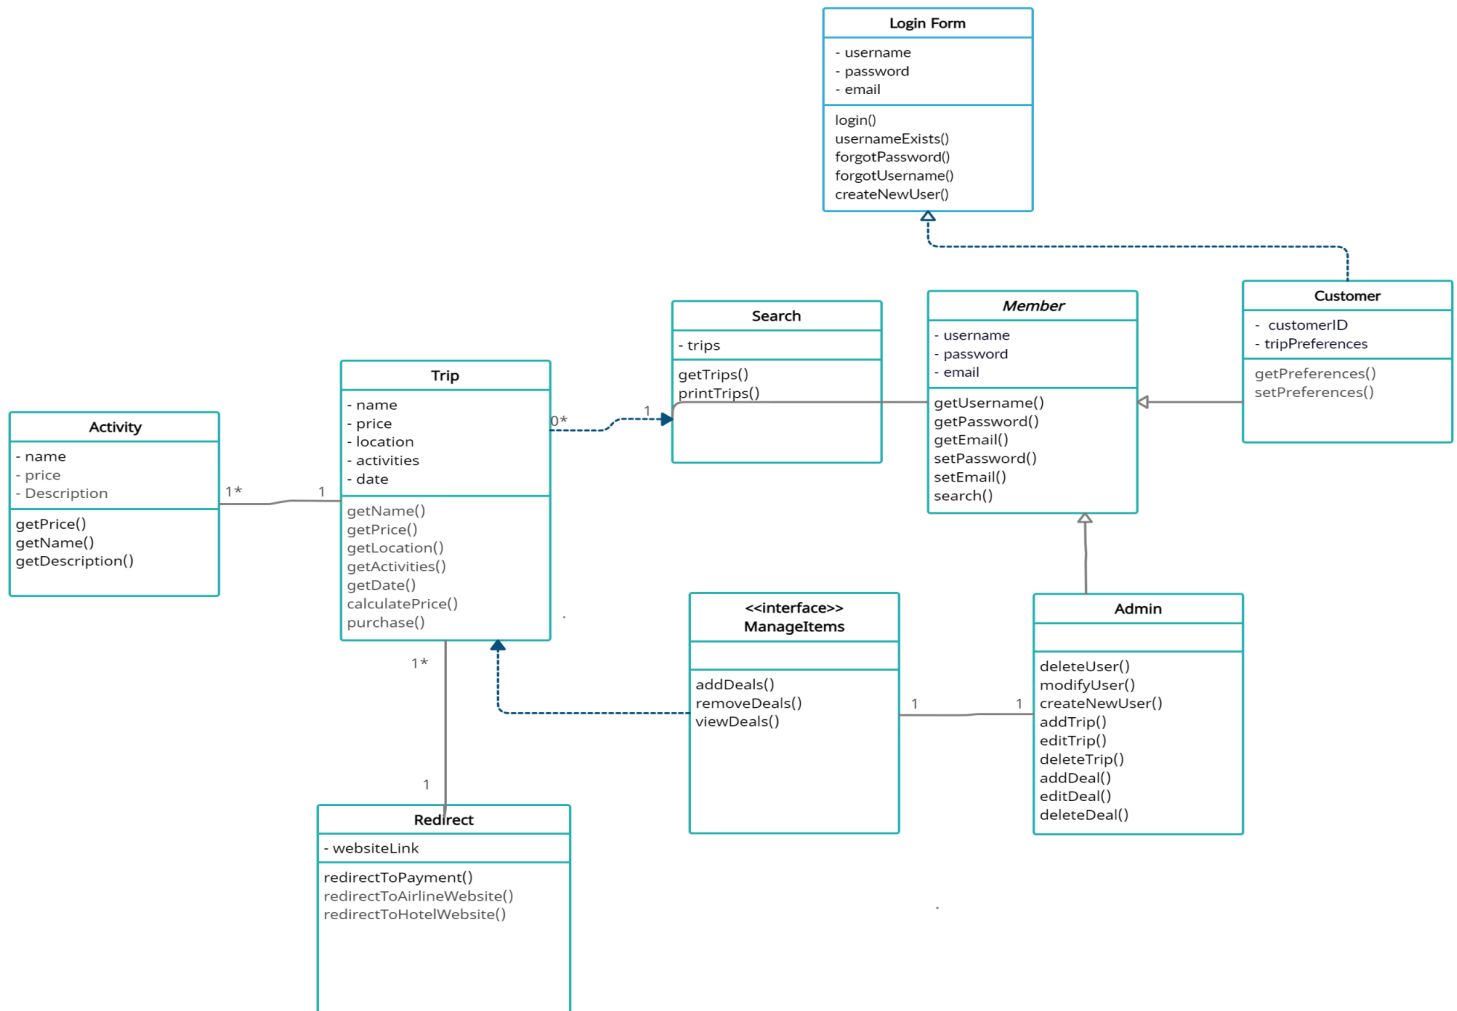 Login Form
- username
- password
- email
login()
usernameExists()
forgotPassword()
forgotUsername()
createNewUser()
Customer
- customerID
- tripPreferences
getPreferences()
setPreferences()
Member
- username
- password
- email
getUsername()
getPassword()
getEmail()
setPassword()
setEmail()
search()
Search
- trips
getTrips()
printTrips()
1
0*
Trip
- name
- price
- location
- activities
- date
getName()
getPrice()
getLocation()
getActivities()
getDate()
calculatePrice()
purchase()
Activity
- name
- price
- Description
getPrice()
getName()
getDescription()
1*
1
<<interface>>
ManageItems
addDeals()
removeDeals()
viewDeals()
1
1
Admin
deleteUser()
modifyUser()
createNewUser()
addTrip()
editTrip()
deleteTrip()
addDeal()
editDeal()
deleteDeal()
1*
1
Redirect
- websiteLink
redirectToPayment()
redirectToAirlineWebsite()
redirectToHotelWebsite()